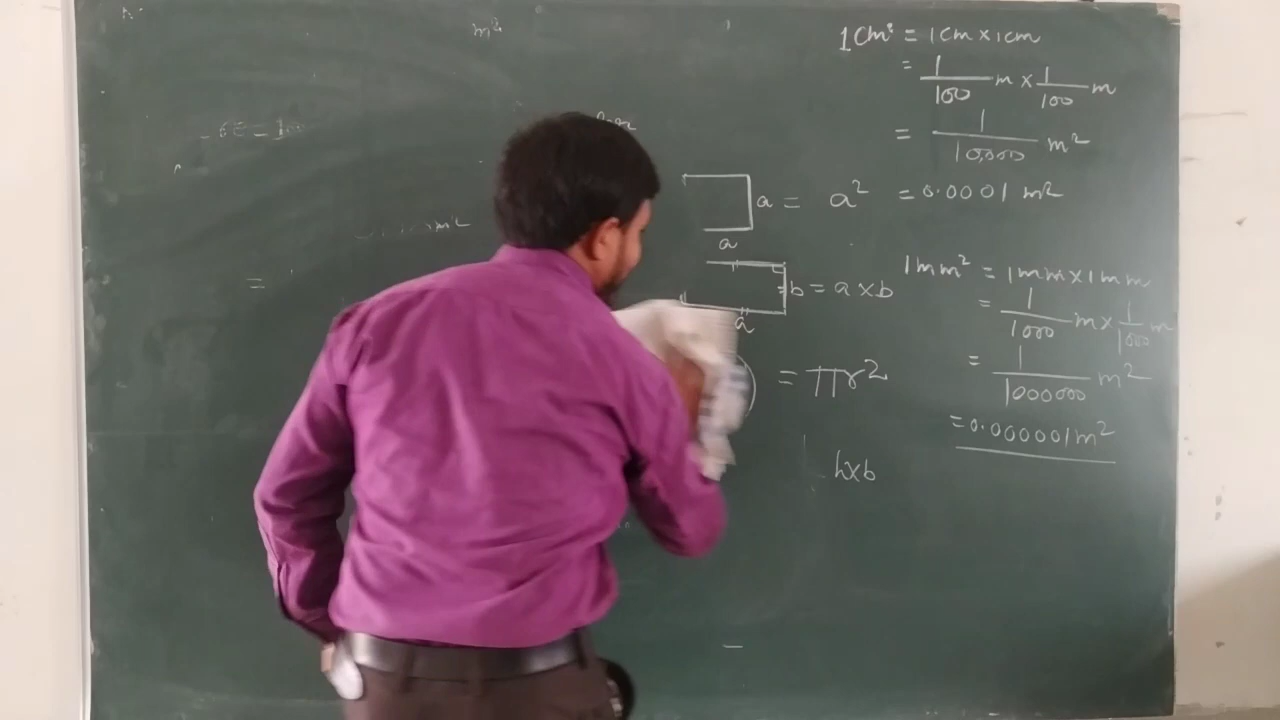 m²
1cm² = 1cm x 1cm
= 1/100 m x 1/100 m
= 1/10,000 m²
a = a² = 0.0001 m²
a
1mm² = 1mm x 1mm
b = a x b
= 1/1000 m x 1/1000 m
a
= πr²
= 1/1000000 m²
= 0.000001 m²
h x b
=